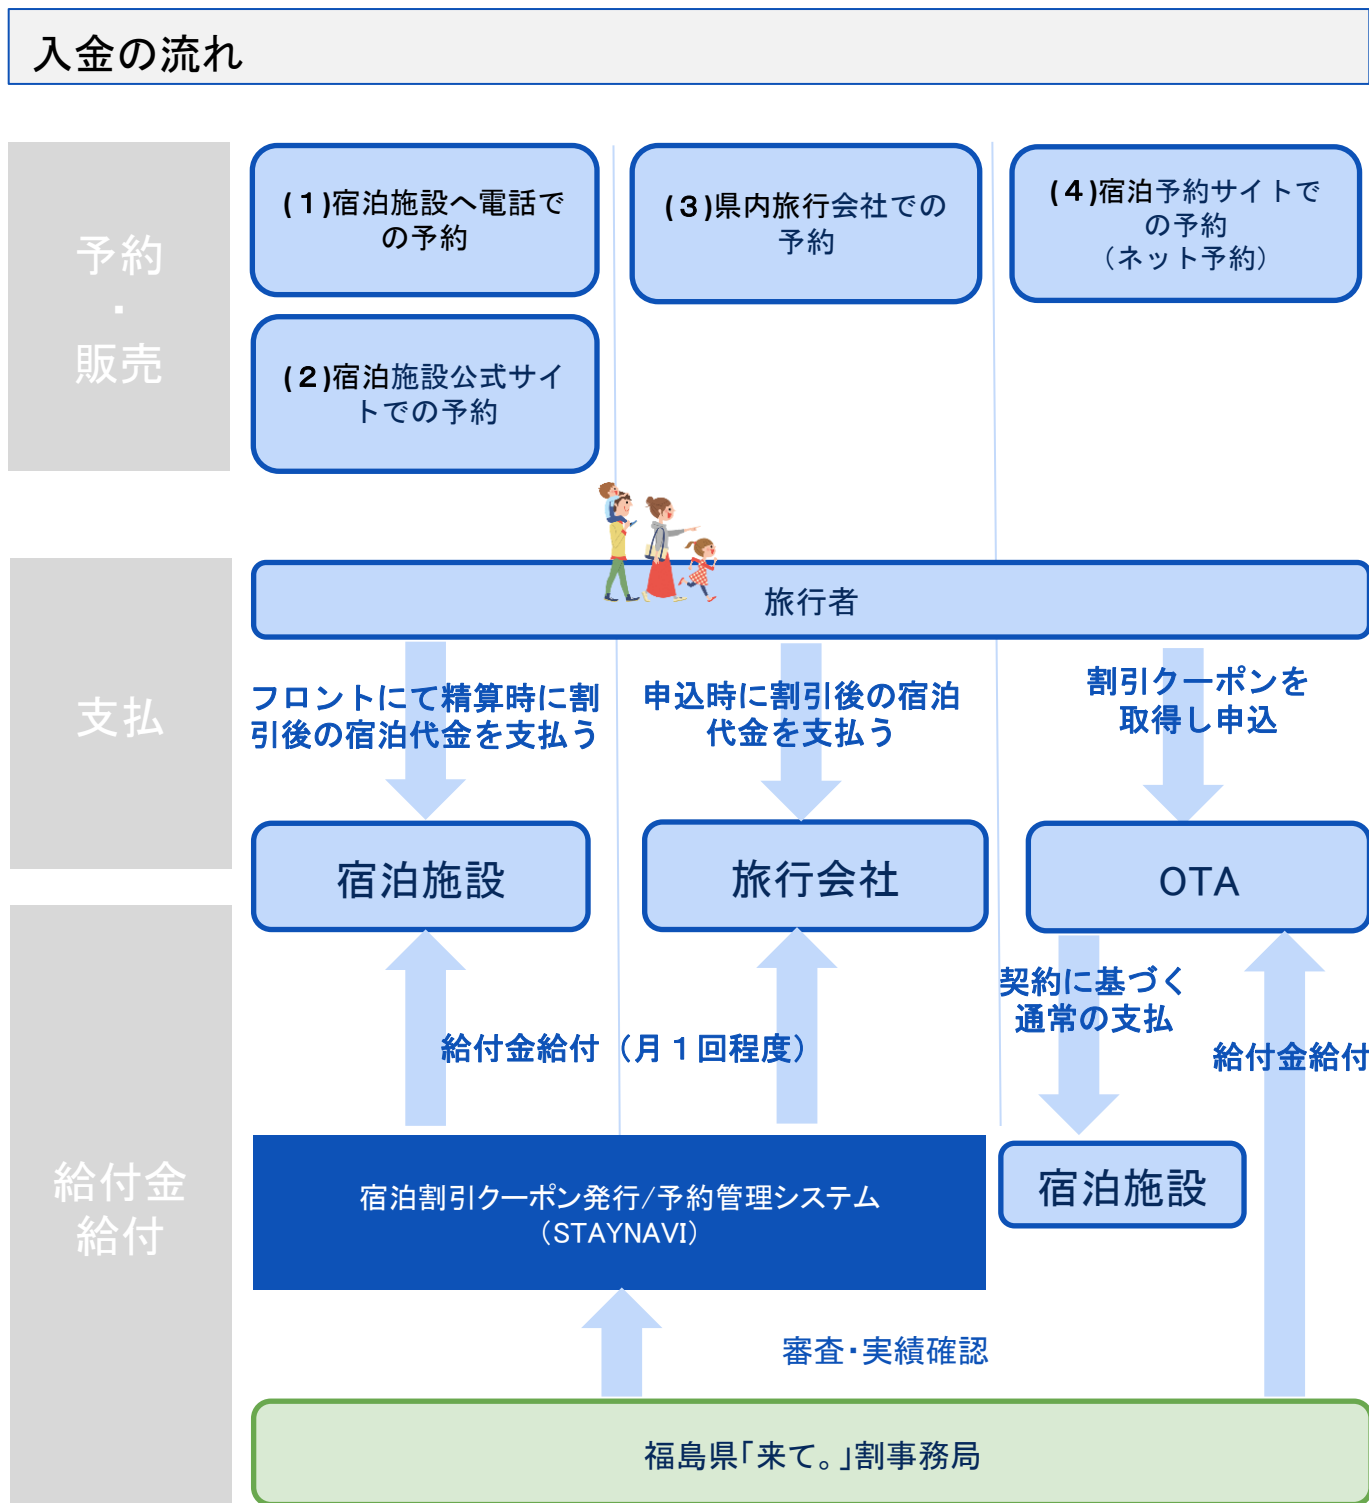 入金の流れ
予約
・
販売
(１)宿泊施設へ電話で
の予約
(２)宿泊施設公式サイ
トでの予約
(３)県内旅行会社での
予約
(４)宿泊予約サイトで
の予約
（ネット予約）
旅行者
支払
フロントにて精算時に割
引後の宿泊代金を支払う
申込時に割引後の宿泊
代金を支払う
割引クーポンを
取得し申込
宿泊施設
旅行会社
OTA
給付金
給付
給付金給付（月１回程度）
契約に基づく
通常の支払
給付金給付
宿泊割引クーポン発行/予約管理システム
（STAYNAVI）
宿泊施設
審査・実績確認
福島県「来て。」割事務局